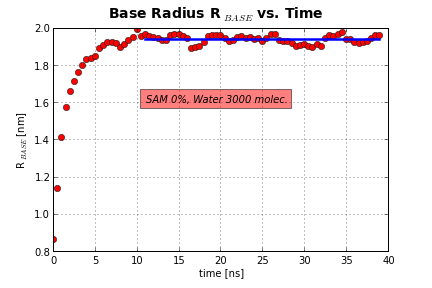 Base Radius R BASE vs. Time
2.0
1.8
1.6
1.4
1.2
1.0
0.8
R BASE [nm]
SAM 0%, Water 3000 molec.
0 5 10 15 20 25 30 35 40
time [ns]